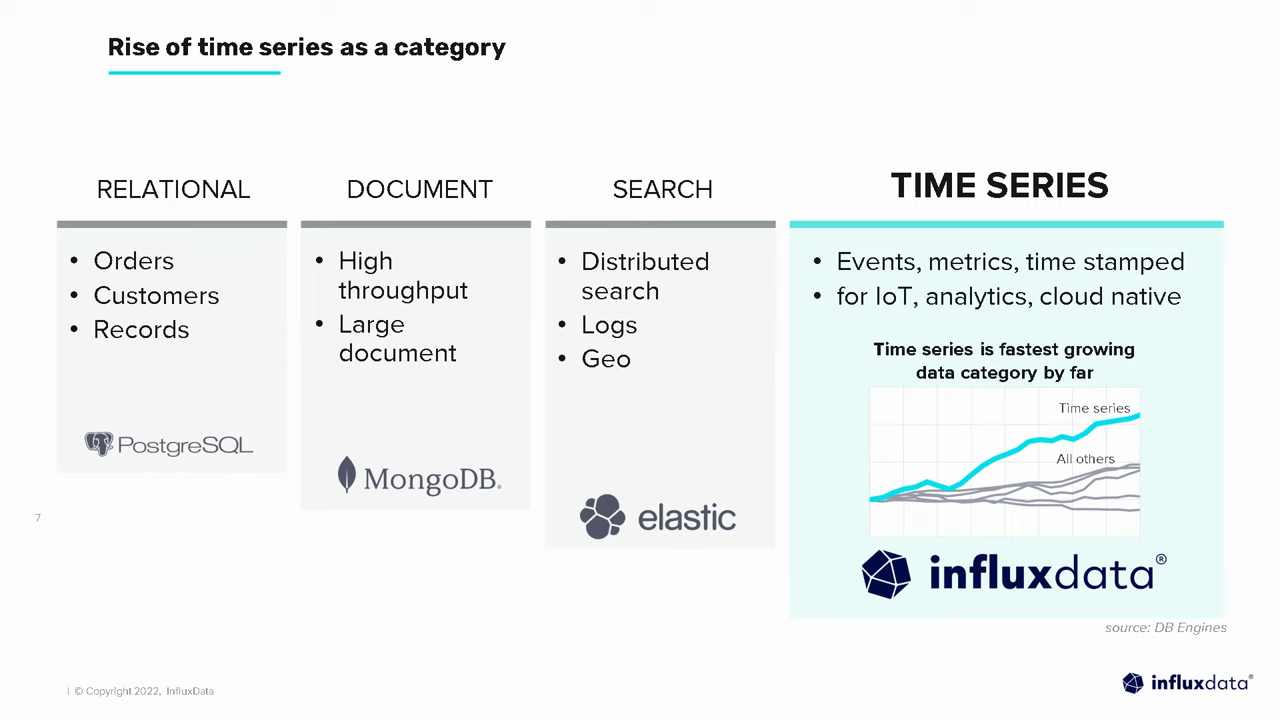 Rise of time series as a category
RELATIONAL
• Orders
• Customers
• Records
PostgreSQL
DOCUMENT
• High
throughput
• Large
document
MongoDB.
SEARCH
• Distributed
search
• Logs
• Geo
elastic
TIME SERIES
• Events, metrics, time stamped
• for IoT, analytics, cloud native
Time series is fastest growing
data category by far
Time series
All others
influxdata®
source: DB Engines
7
| © Copyright 2022, InfluxData
influxdata®